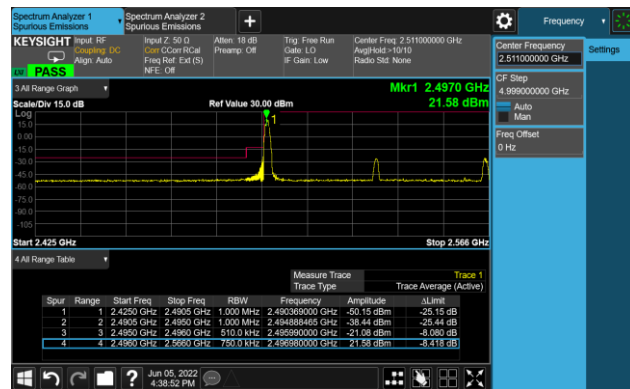 Spectrum Analyzer 1
Spurious Emissions
Spectrum Analyzer 2
Spurious Emissions
+
Frequency
KEYSIGHT
Input: RF
Coupling: DC
Align: Auto
Input Z: 50 Ω
Corr CCorr RCal
Freq Ref: Ext (S)
NFE: Off
Atten: 18 dB
Preamp: Off
Trig: Free Run
Gate: LO
IF Gain: Low
Center Freq: 2.511000000 GHz
Avg|Hold:>10/10
Radio Std: None
PASS
Center Frequency
2.511000000 GHz
Settings
CF Step
4.999000000 GHz
Auto
Man
Freq Offset
0 Hz
3 All Range Graph
Mkr1 2.4970 GHz
Scale/Div 15.0 dB
Ref Value 30.00 dBm
21.58 dBm
Log
15.0
0.00
-15.0
-30.0
-45.0
-60.0
-75.0
-90.0
-105
1
Start 2.425 GHz
Stop 2.566 GHz
4 All Range Table
Measure Trace Trace 1
Trace Type Trace Average (Active)
Spur Range Start Freq Stop Freq RBW Frequency Amplitude ΔLimit
1 1 2.4250 GHz 2.4905 GHz 1.000 MHz 2.490369000 GHz -50.15 dBm -25.15 dB
2 2 2.4905 GHz 2.4950 GHz 1.000 MHz 2.494888465 GHz -38.44 dBm -25.44 dB
3 3 2.4950 GHz 2.4960 GHz 510.0 kHz 2.495990000 GHz -21.08 dBm -8.080 dB
4 4 2.4960 GHz 2.5660 GHz 750.0 kHz 2.496980000 GHz 21.58 dBm -8.418 dB
?
Jun 05, 2022
4:38:52 PM